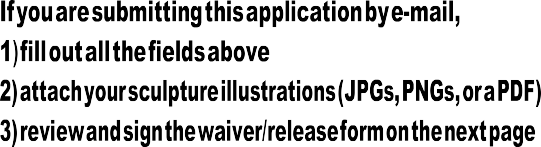 If you are submitting this application by e-mail,
1) fill out all the fields above
2) attach your sculpture illustrations (JPGs, PNGs, or a PDF)
3) review and sign the waiver/release form on the next page